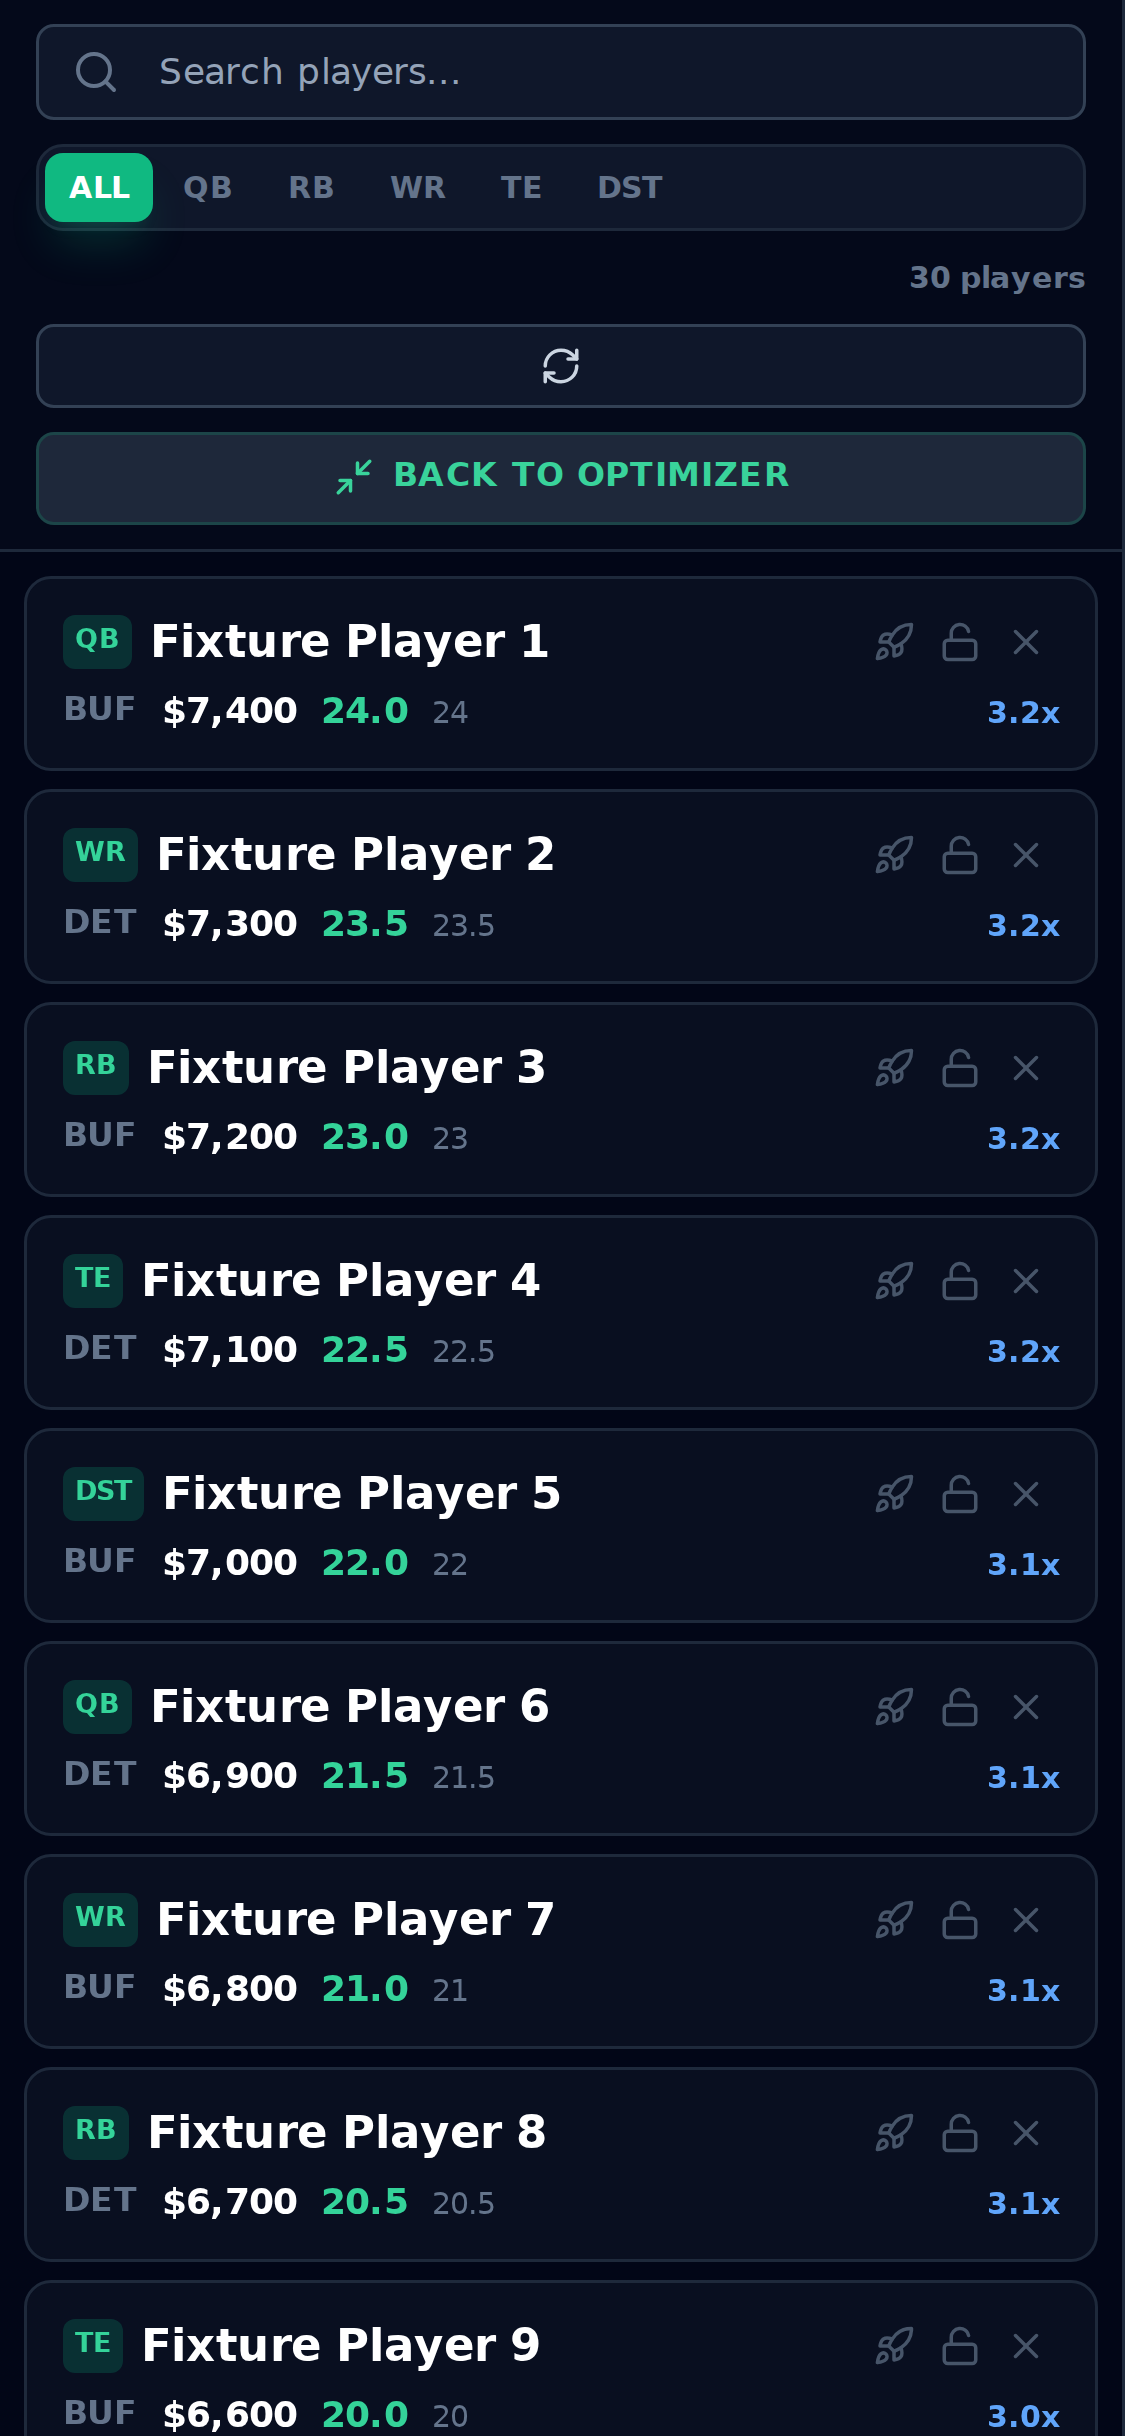 Search players...
ALL QB RB WR TE DST
30 players
BACK TO OPTIMIZER
QB Fixture Player 1
BUF $7,400 24.0 24 3.2x
WR Fixture Player 2
DET $7,300 23.5 23.5 3.2x
RB Fixture Player 3
BUF $7,200 23.0 23 3.2x
TE Fixture Player 4
DET $7,100 22.5 22.5 3.2x
DST Fixture Player 5
BUF $7,000 22.0 22 3.1x
QB Fixture Player 6
DET $6,900 21.5 21.5 3.1x
WR Fixture Player 7
BUF $6,800 21.0 21 3.1x
RB Fixture Player 8
DET $6,700 20.5 20.5 3.1x
TE Fixture Player 9
BUF $6,600 20.0 20 3.0x